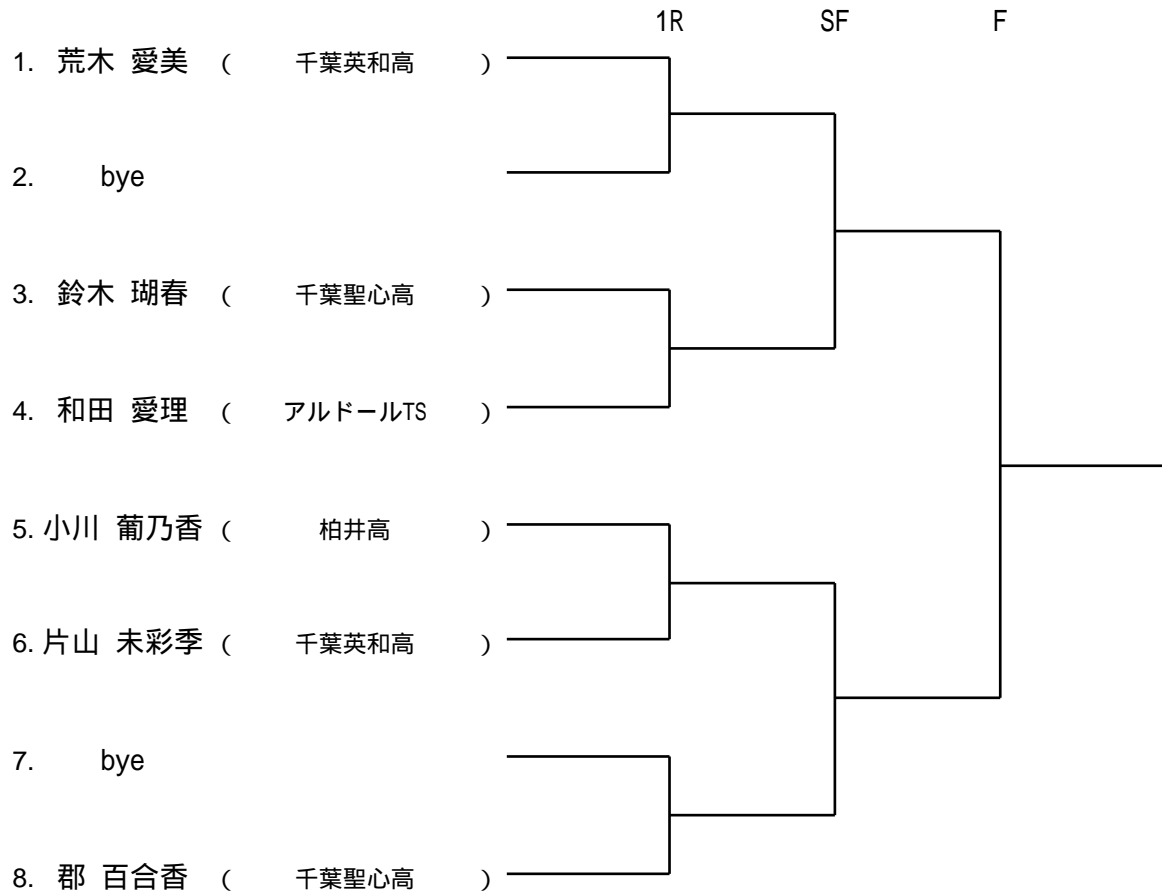 1R SF F
1. 荒木 愛美 ( 千葉英和高 )
2. bye
3. 鈴木 瑚春 ( 千葉聖心高 )
4. 和田 愛理 ( アルドールTS )
5. 小川 葡乃香 ( 柏井高 )
6. 片山 未彩季 ( 千葉英和高 )
7. bye
8. 郡 百合香 ( 千葉聖心高 )